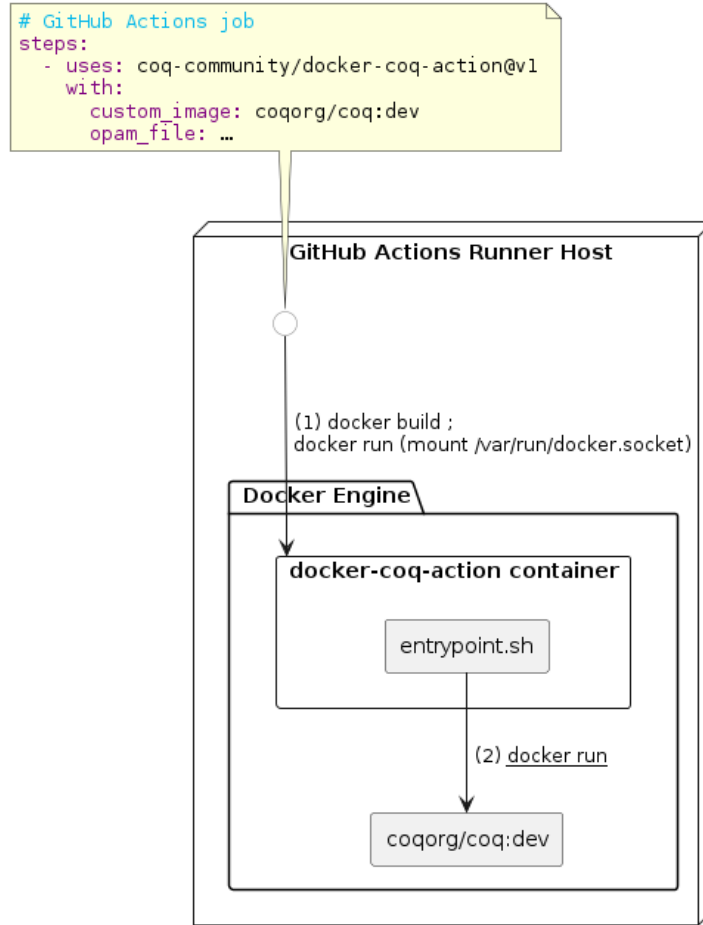 # GitHub Actions job
steps:
  - uses: coq-community/docker-coq-action@v1
    with:
      custom_image: coqorg/coq:dev
      opam_file: …
GitHub Actions Runner Host
(1) docker build ;
docker run (mount /var/run/docker.socket)
Docker Engine
docker-coq-action container
entrypoint.sh
(2) docker run
coqorg/coq:dev